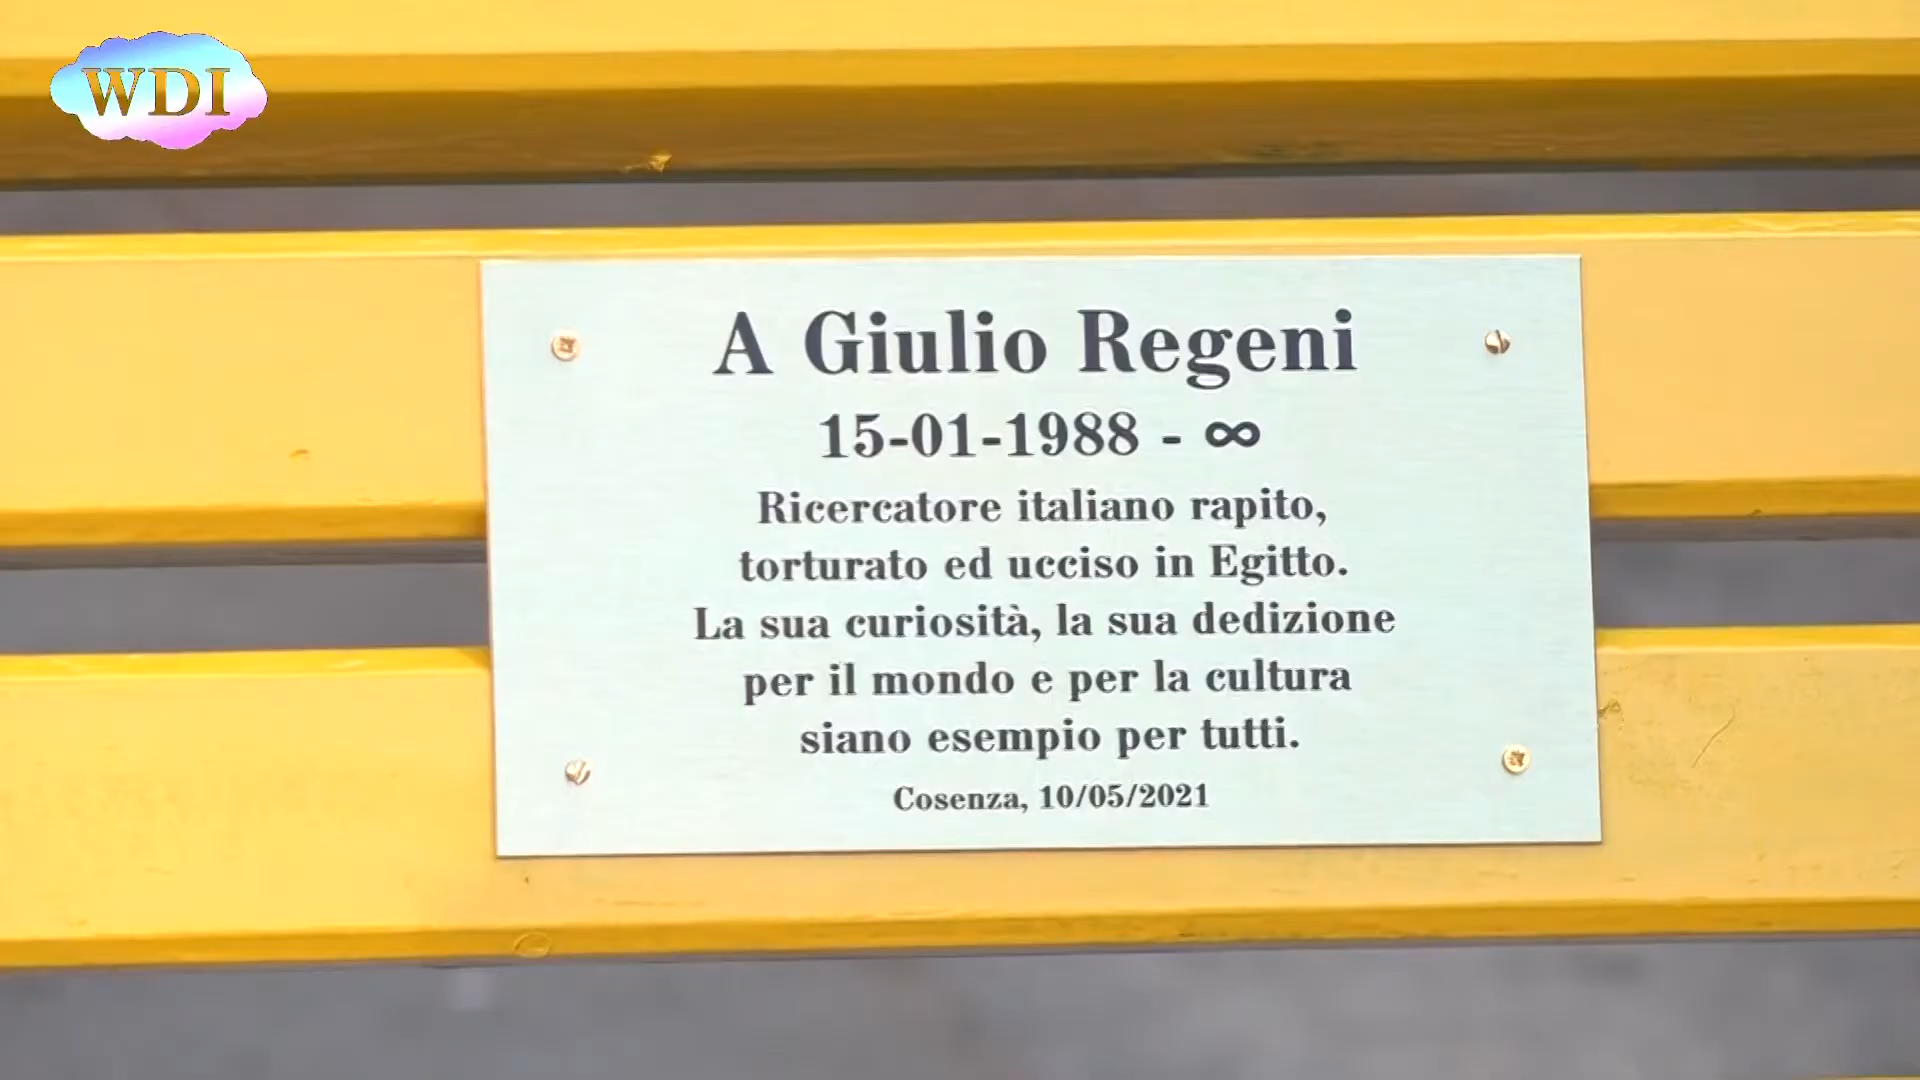 WDI
A Giulio Regeni
15-01-1988 - ∞
Ricercatore italiano rapito,
torturato ed ucciso in Egitto.
La sua curiosità, la sua dedizione
per il mondo e per la cultura
siano esempio per tutti.
Cosenza, 10/05/2021